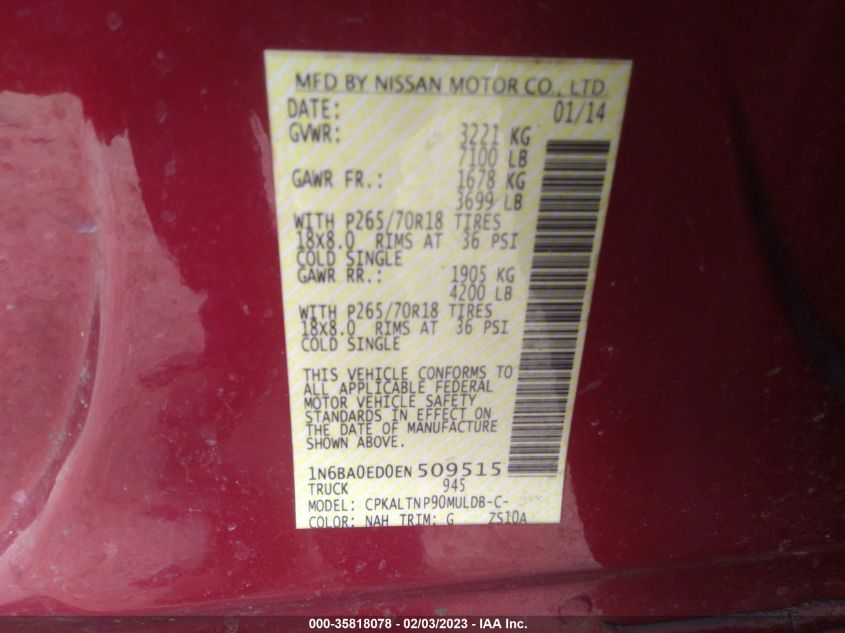 MFD BY NISSAN MOTOR CO., LTD.
DATE: 01/14
GVWR: 3221 KG
7100 LB
GAWR FR.: 1678 KG
3699 LB
WITH P265/70R18 TIRES
18X8.0 RIMS AT 36 PSI
COLD SINGLE
GAWR RR.: 1905 KG
4200 LB
WITH P265/70R18 TIRES
18X8.0 RIMS AT 36 PSI
COLD SINGLE
THIS VEHICLE CONFORMS TO
ALL APPLICABLE FEDERAL
MOTOR VEHICLE SAFETY
STANDARDS IN EFFECT ON
THE DATE OF MANUFACTURE
SHOWN ABOVE.
1N6BA0ED0EN 509515
TRUCK 945
MODEL: CPKALTNP90MULDB-C-
COLOR: NAH TRIM: G ZS10A
000-35818078 — 02/03/2023 — IAA Inc.